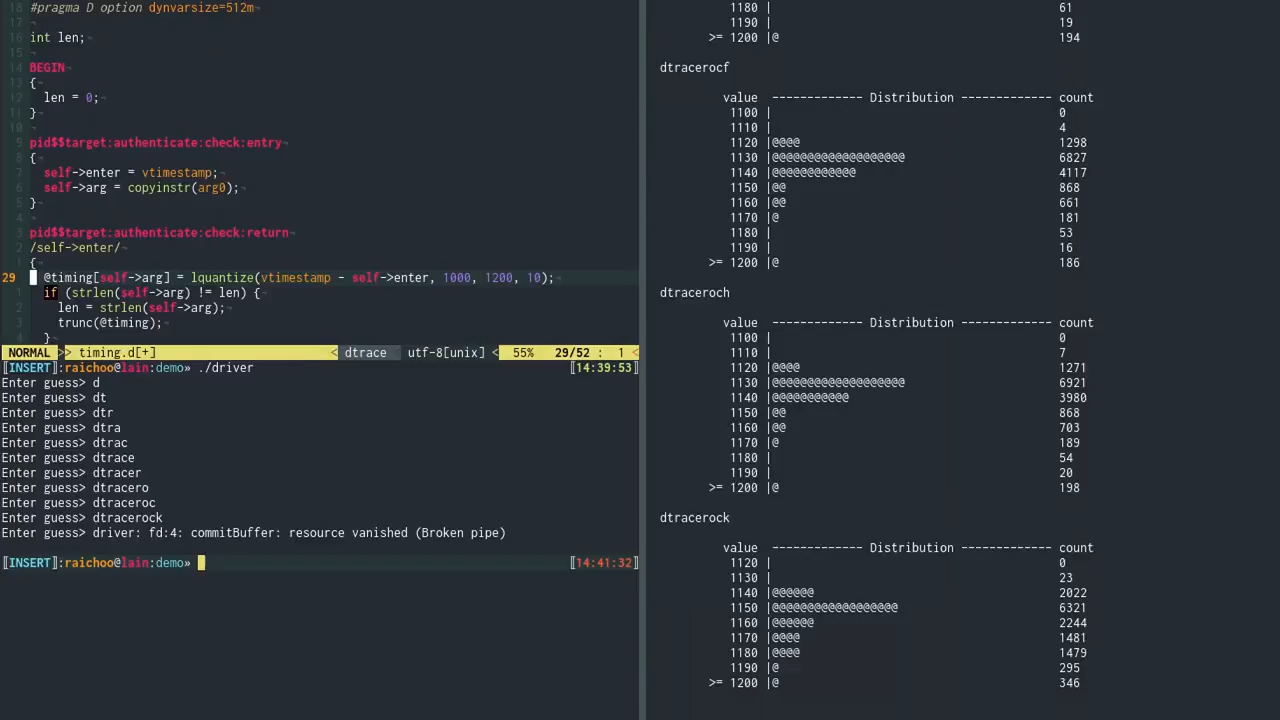 18 #pragma D option dynvarsize=512m
17
16 int len;
15
14 BEGIN
13 {
12 len = 0;
11 }
10
9 pid$$target:authenticate:check:entry
8 {
7 self->enter = vtimestamp;
6 self->arg = copyinstr(arg0);
5 }
4
3 pid$$target:authenticate:check:return
2 /self->enter/
1 {
29 @timing[self->arg] = lquantize(vtimestamp - self->enter, 1000, 1200, 10);
1 if (strlen(self->arg) != len) {
2 len = strlen(self->arg);
3 trunc(@timing);
4 }
NORMAL >> timing.d[+] < dtrace utf-8[unix] < 55% 29/52 : 1
[INSERT]:raichoo@lain:demo» ./driver [14:39:53]
Enter guess> d
Enter guess> dt
Enter guess> dtr
Enter guess> dtra
Enter guess> dtrac
Enter guess> dtrace
Enter guess> dtracer
Enter guess> dtracero
Enter guess> dtraceroc
Enter guess> dtracerock
Enter guess> driver: fd:4: commitBuffer: resource vanished (Broken pipe)
[INSERT]:raichoo@lain:demo» [14:41:32]
1180 | 61
1190 | 19
>= 1200 |@ 194
dtracerocf
value ------------- Distribution ------------- count
1100 | 0
1110 | 4
1120 |@@@@ 1298
1130 |@@@@@@@@@@@@@@@@@@@ 6827
1140 |@@@@@@@@@@@@ 4117
1150 |@@ 868
1160 |@@ 661
1170 |@ 181
1180 | 53
1190 | 16
>= 1200 |@ 186
dtraceroch
value ------------- Distribution ------------- count
1100 | 0
1110 | 7
1120 |@@@@ 1271
1130 |@@@@@@@@@@@@@@@@@@@ 6921
1140 |@@@@@@@@@@@ 3980
1150 |@@ 868
1160 |@@ 703
1170 |@ 189
1180 | 54
1190 | 20
>= 1200 |@ 198
dtracerock
value ------------- Distribution ------------- count
1120 | 0
1130 | 23
1140 |@@@@@@ 2022
1150 |@@@@@@@@@@@@@@@@@@ 6321
1160 |@@@@@@ 2244
1170 |@@@@ 1481
1180 |@@@@ 1479
1190 |@ 295
>= 1200 |@ 346